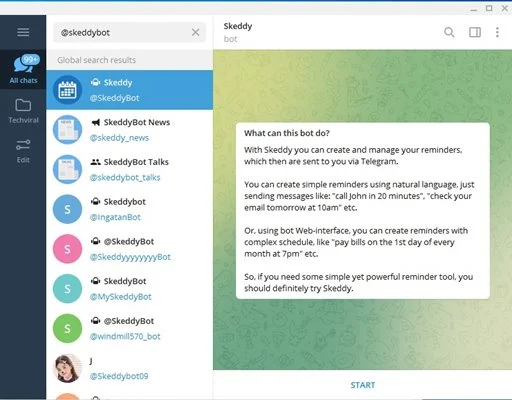 @skeddybot
Skeddy
bot
99+
All chats
Techviral
Edit
Global search results
Skeddy
@SkeddyBot
SkeddyBot News
@skeddy_news
SkeddyBot Talks
@skeddybot_talks
S
Skeddybot
@IngatanBot
S
@SkeddyBot
@SkeddyyyyyyyBot
S
SkeddyBot
@MySkeddyBot
S
@SkeddyBot
@windmill570_bot
J
@Skeddybot09
What can this bot do?
With Skeddy you can create and manage your reminders,
which then are sent to you via Telegram.
You can create simple reminders using natural language, just
sending messages like: "call John in 20 minutes", "check your
email tomorrow at 10am" etc.
Or, using bot Web-interface, you can create reminders with
complex schedule, like "pay bills on the 1st day of every
month at 7pm" etc.
So, if you need some simple yet powerful reminder tool, you
should definitely try Skeddy.
START